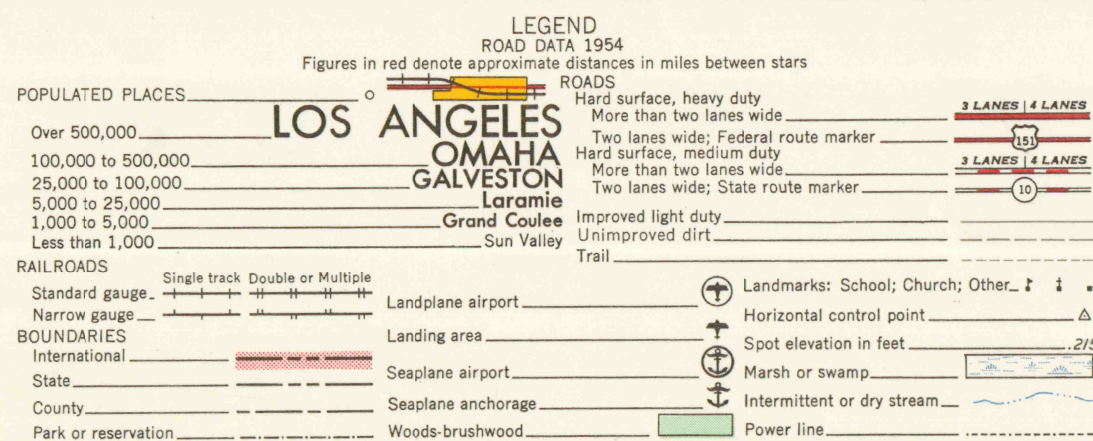 LEGEND
ROAD DATA 1954
Figures in red denote approximate distances in miles between stars
POPULATED PLACES
Over 500,000 LOS ANGELES
100,000 to 500,000 OMAHA
25,000 to 100,000 GALVESTON
5,000 to 25,000 Laramie
1,000 to 5,000 Grand Coulee
Less than 1,000 Sun Valley
ROADS
Hard surface, heavy duty
More than two lanes wide 3 LANES | 4 LANES
Two lanes wide; Federal route marker 151
Hard surface, medium duty
More than two lanes wide 3 LANES | 4 LANES
Two lanes wide; State route marker 10
Improved light duty
Unimproved dirt
Trail
RAILROADS
Single track Double or Multiple
Standard gauge
Narrow gauge
BOUNDARIES
International
State
County
Park or reservation
Landplane airport
Landing area
Seaplane airport
Seaplane anchorage
Woods-brushwood
Landmarks: School; Church; Other
Horizontal control point
Spot elevation in feet .215
Marsh or swamp
Intermittent or dry stream
Power line